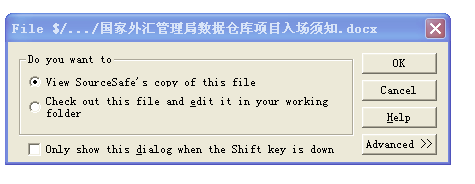 File $/.../国家外汇管理局数据仓库项目入场须知.docx
Do you want to
View SourceSafe's copy of this file
Check out this file and edit it in your working
folder
Only show this dialog when the Shift key is down
OK
Cancel
Help
Advanced >>